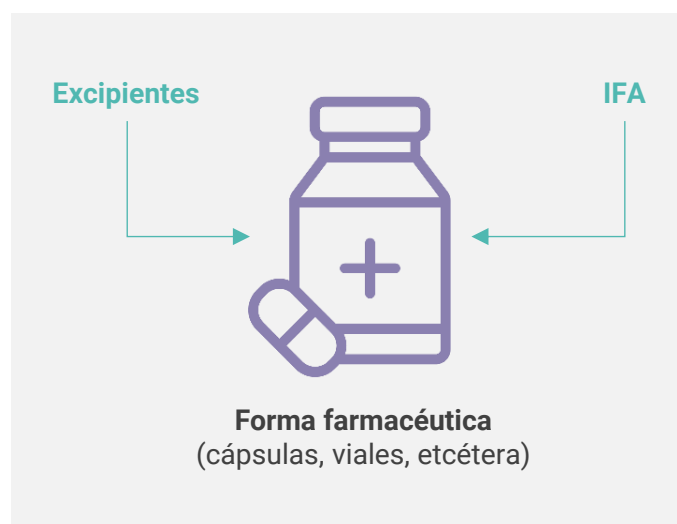 Excipientes
IFA
Forma farmacéutica
(cápsulas, viales, etcétera)